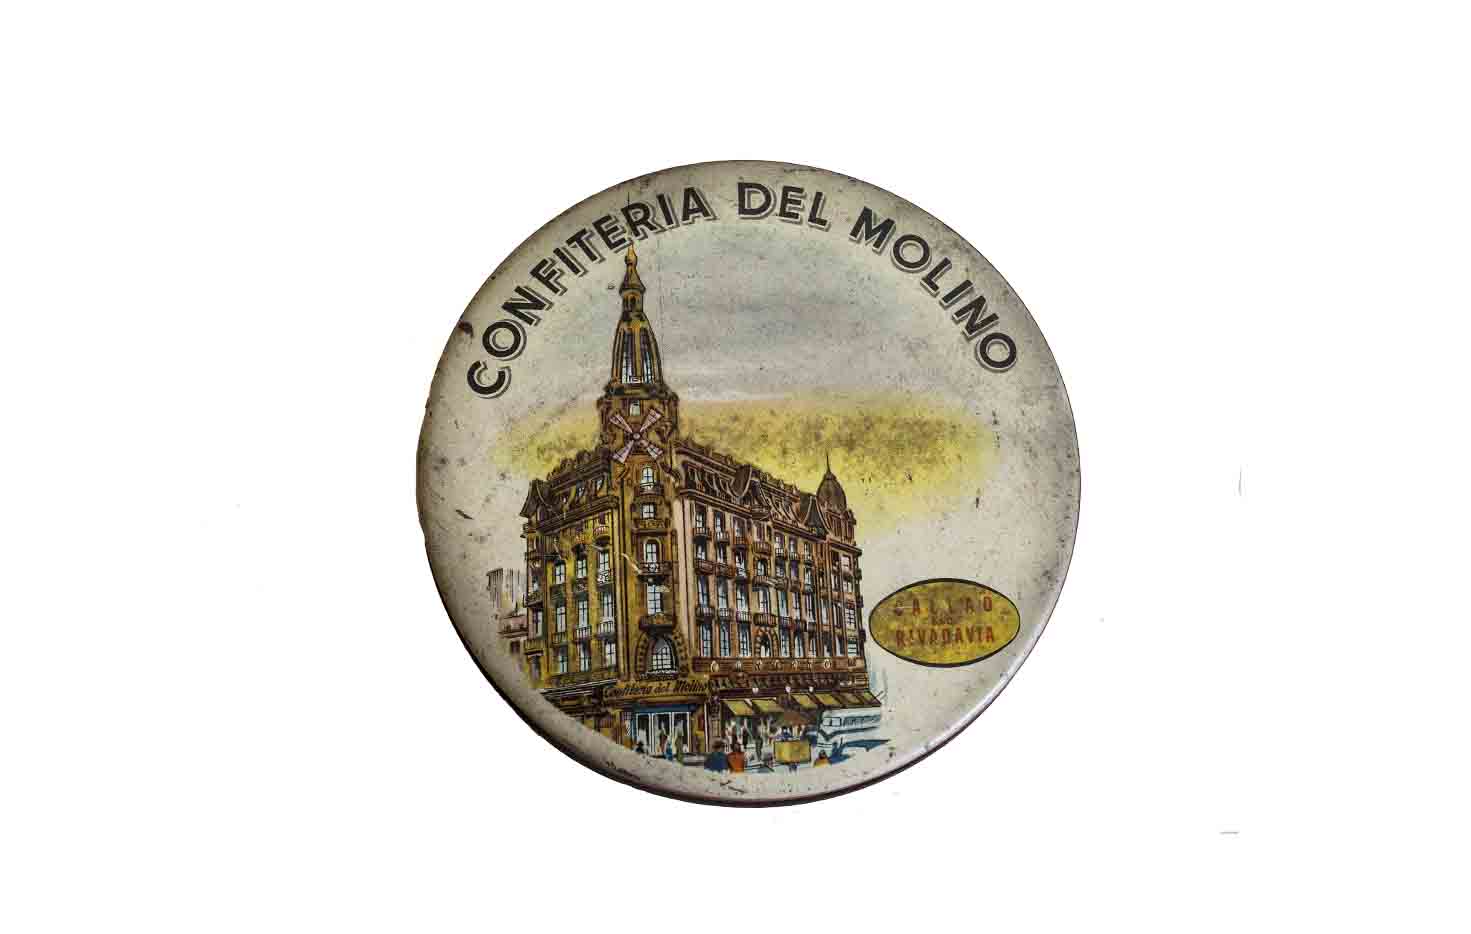 CONFITERIA DEL MOLINO
CALLAO
RIVADAVIA
Confiteria del Molino